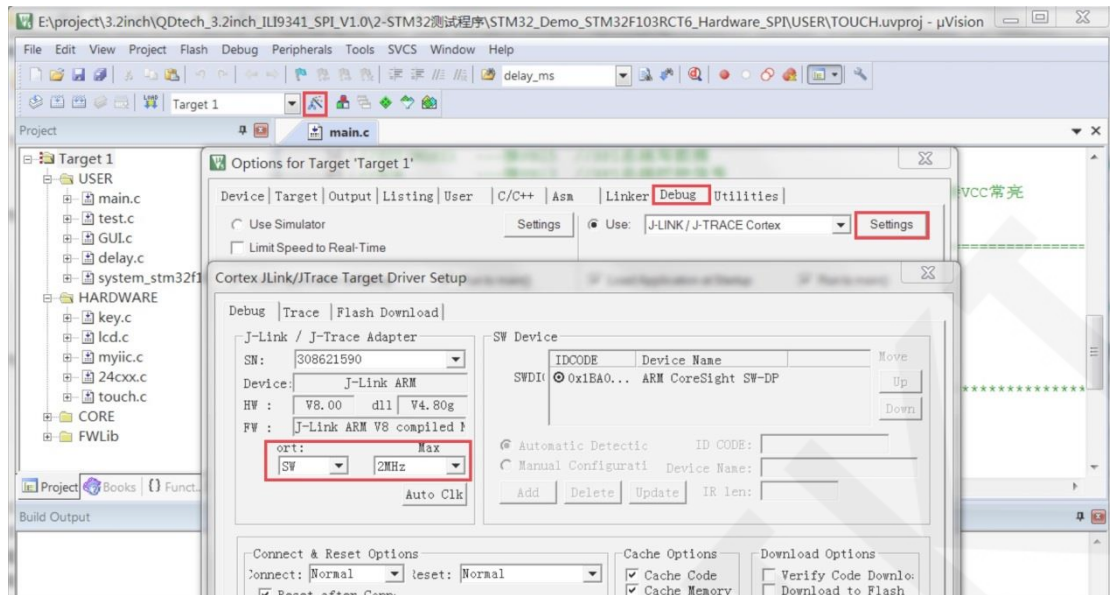 E:\project\3.2inch\QDtech_3.2inch_ILI9341_SPI_V1.0\2-STM32测试程序\STM32_Demo_STM32F103RCT6_Hardware_SPI\USER\TOUCH.uvproj - µVision
File Edit View Project Flash Debug Peripherals Tools SVCS Window Help
delay_ms
LOAD Target 1
Project
main.c
Target 1
USER
main.c
test.c
GUI.c
delay.c
system_stm32f1
HARDWARE
key.c
lcd.c
myiic.c
24cxx.c
touch.c
CORE
FWLib
Project Books {} Funct...
Build Output
VCC常亮
Options for Target 'Target 1'
Device Target Output Listing User C/C++ Asm Linker Debug Utilities
Use Simulator Settings Use: J-LINK / J-TRACE Cortex Settings
Limit Speed to Real-Time
Cortex JLink/JTrace Target Driver Setup
Debug Trace Flash Download
J-Link / J-Trace Adapter
SN: 308621590
Device: J-Link ARM
HW : V8.00 dll V4.80g
FW : J-Link ARM V8 compiled
ort: Max
SW 2MHz
Auto Clk
SW Device
IDCODE Device Name Move
SWDI 0x1BA0... ARM CoreSight SW-DP Up
Down
Automatic Detectic ID CODE:
Manual Configurati Device Name:
Add Delete Update IR len:
Connect & Reset Options
Connect: Normal Reset: Normal
Reset after Conn
Cache Options
Cache Code
Cache Memory
Download Options
Verify Code Downlo
Download to Flash